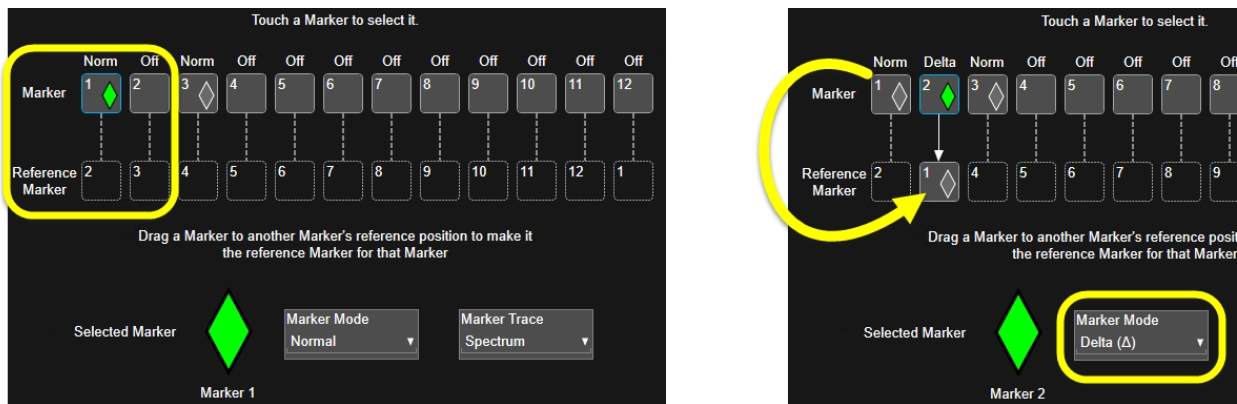 Touch a Marker to select it.
Norm Off Norm Off Off Off Off Off Off Off Off Off
Marker 1 2 3 4 5 6 7 8 9 10 11 12
Reference Marker 2 3 4 5 6 7 8 9 10 11 12 1
Drag a Marker to another Marker's reference position to make it
the reference Marker for that Marker
Marker Mode Marker Trace
Selected Marker Normal Spectrum
Marker 1
Touch a Marker to select it.
Norm Delta Norm Off Off Off Off Off
Marker 1 2 3 4 5 6 7 8
Reference Marker 2 1 4 5 6 7 8 9
Drag a Marker to another Marker's reference posit
the reference Marker for that Marker
Marker Mode
Selected Marker Delta (Δ)
Marker 2